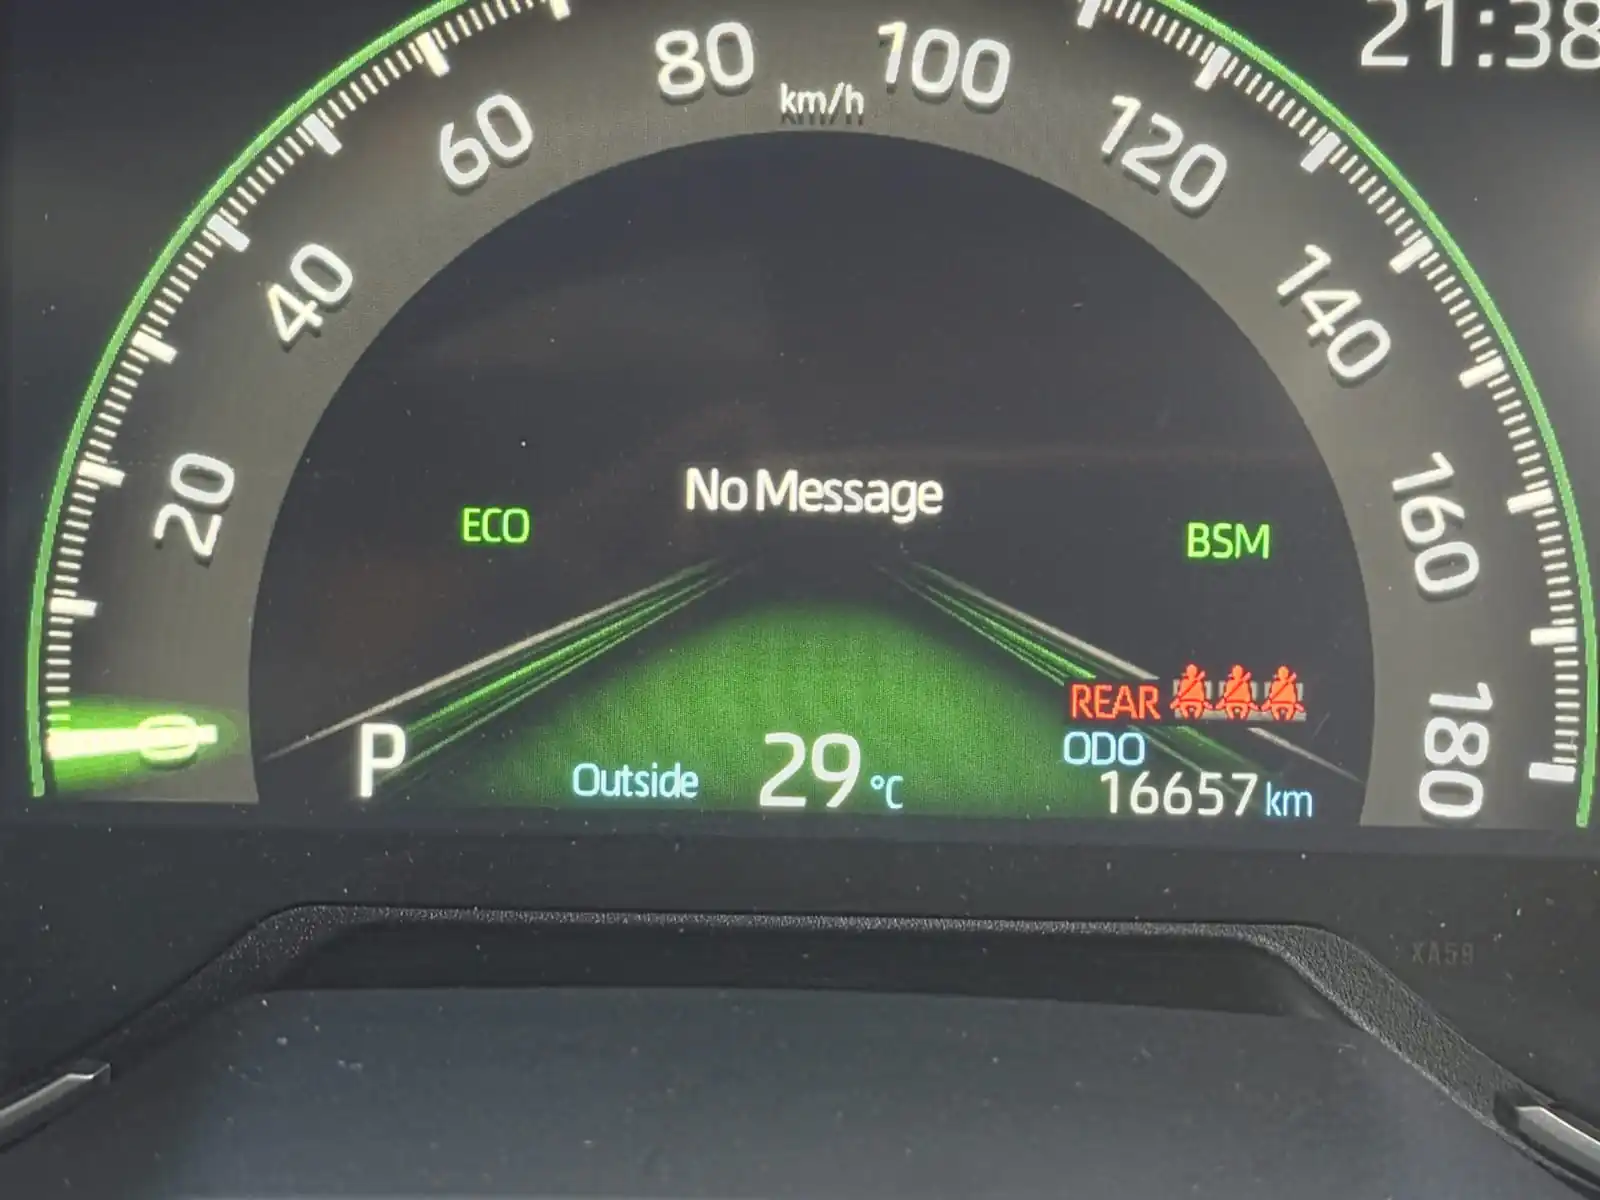 21:38
80
100
km/h
60
120
40
140
20
No Message
160
ECO
BSM
0
P
REAR
180
ODO
Outside 29 °C
16657 km
XA59